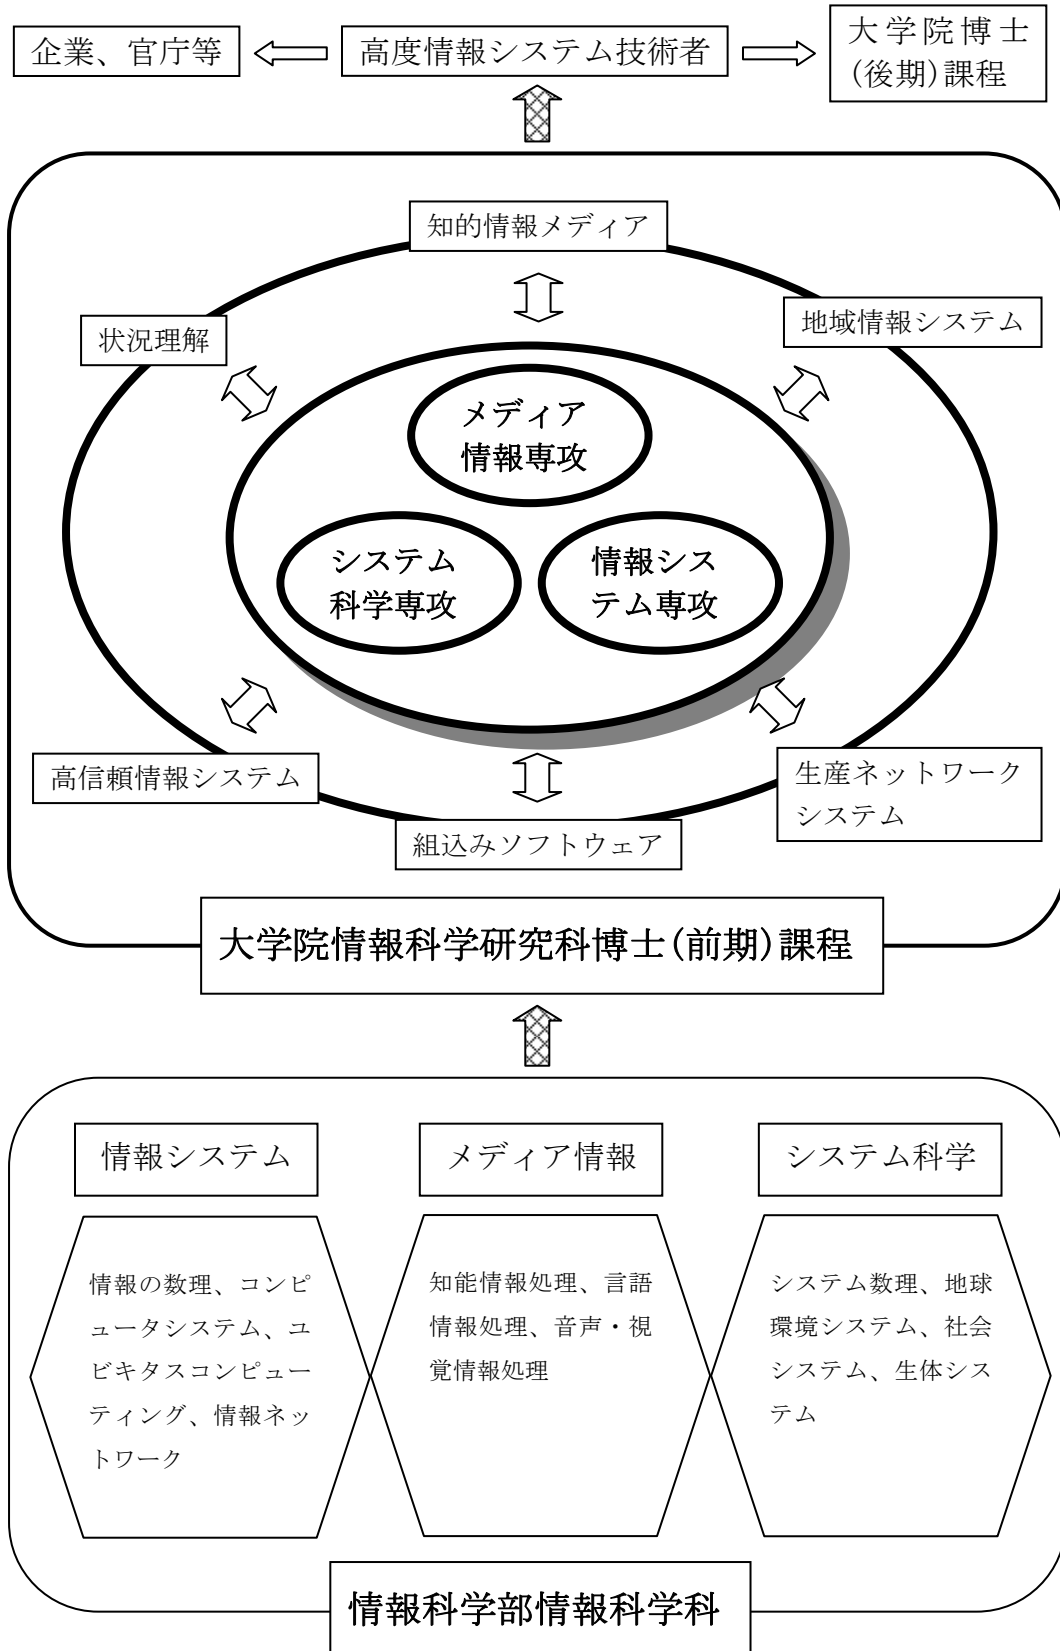 企業、官庁等
高度情報システム技術者
大学院博士
(後期)課程
知的情報メディア
状況理解
地域情報システム
メディア
情報専攻
システム
科学専攻
情報シス
テム専攻
高信頼情報システム
組込みソフトウェア
生産ネットワーク
システム
大学院情報科学研究科博士(前期)課程
情報システム
メディア情報
システム科学
情報の数理、コンピ
ュータシステム、ユ
ビキタスコンピュー
ティング、情報ネッ
トワーク
知能情報処理、言語
情報処理、音声・視
覚情報処理
システム数理、地球
環境システム、社会
システム、生体シス
テム
情報科学部情報科学科